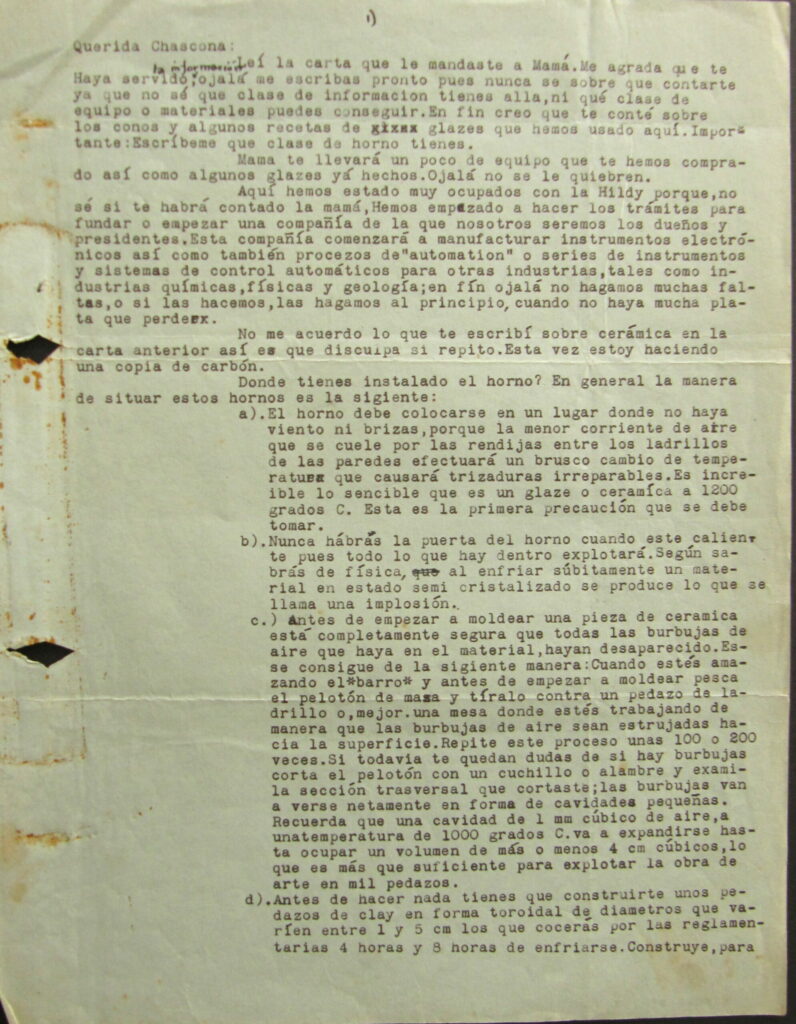 1)
Querida Chascona:
Leí la carta que le mandaste a Mamá.Me agrada que te
la información
Haya servido;ojalá me escribas pronto pues nunca se sobre que contarte
ya que no sé que clase de informacion tienes alla,ni qué clase de
equipo o materiales puedes conseguir.En fin creo que te conté sobre
los conos y algunos recetas de glazes que hemos usado aquí.Impor-
tante:Escríbeme que clase de horno tienes.
Mama te llevará un poco de equipo que te hemos compra-
do así como algunos glazes yá hechos.Ojalá no se le quiebren.
Aquí hemos estado muy ocupados con la Hildy porque,no
sé si te habrá contado la mamá,Hemos empezado a hacer los trámites para
fundar o empezar una compañía de la que nosotros seremos los dueños y
presidentes.Esta compañía comenzará a manufacturar instrumentos electró-
nicos así como también procezos de"automation" o series de instrumentos
y sistemas de control automáticos para otras industrias,tales como in-
dustrias químicas,físicas y geología;en fín ojalá no hagamos muchas fal-
tas,o si las hacemos,las hagamos al principio,cuando no haya mucha pla-
ta que perderx.
No me acuerdo lo que te escribí sobre cerámica en la
carta anterior así es que disculpa si repito.Esta vez estoy haciendo
una copia de carbón.
Donde tienes instalado el horno? En general la manera
de situar estos hornos es la sigiente:
a).El horno debe colocarse en un lugar donde no haya
viento ni brizas,porque la menor corriente de aire
que se cuele por las rendijas entre los ladrillos
de las paredes efectuará un brusco cambio de tempe-
ratura que causará trizaduras irreparables.Es incre-
ible lo sencible que es un glaze o ceramíca a 1200
grados C. Esta es la primera precaución que se debe
tomar.
b).Nunca hábrás la puerta del horno cuando este calien-
te pues todo lo que hay dentro explotará.Según sa-
brás de física, que al enfriar súbitamente un mate-
rial en estado semi cristalizado se produce lo que se
llama una implosión.
c.) Antes de empezar a moldear una pieza de ceramica
está completamente segura que todas las burbujas de
aire que haya en el material,hayan desaparecido.Es-
se consigue de la sigiente manera:Cuando estés ama-
zando el*barro* y antes de empezar a moldear pesca
el pelotón de masa y tíralo contra un pedazo de la-
drillo o,mejor.una mesa donde estés trabajando de
manera que las burbujas de aire sean estrujadas ha-
cia la superficie.Repite este proceso unas 100 o 200
veces.Si todavia te quedan dudas de si hay burbujas
corta el pelotón con un cuchillo o alambre y exami-
la sección trasversal que cortaste;las burbujas van
a verse netamente en forma de cavidades pequeñas.
Recuerda que una cavidad de 1 mm cúbico de aire,a
unatemperatura de 1000 grados C.va a expandirse has-
ta ocupar un volumen de más o menos 4 cm cúbicos,lo
que es más que suficiente para explotar la obra de
arte en mil pedazos.
d).Antes de hacer nada tienes que construirte unos pe-
dazos de clay en forma toroidal de diametros que va-
ríen entre 1 y 5 cm los que cocerás por las reglamen-
tarias 4 horas y 8 horas de enfriarse.Construye,para